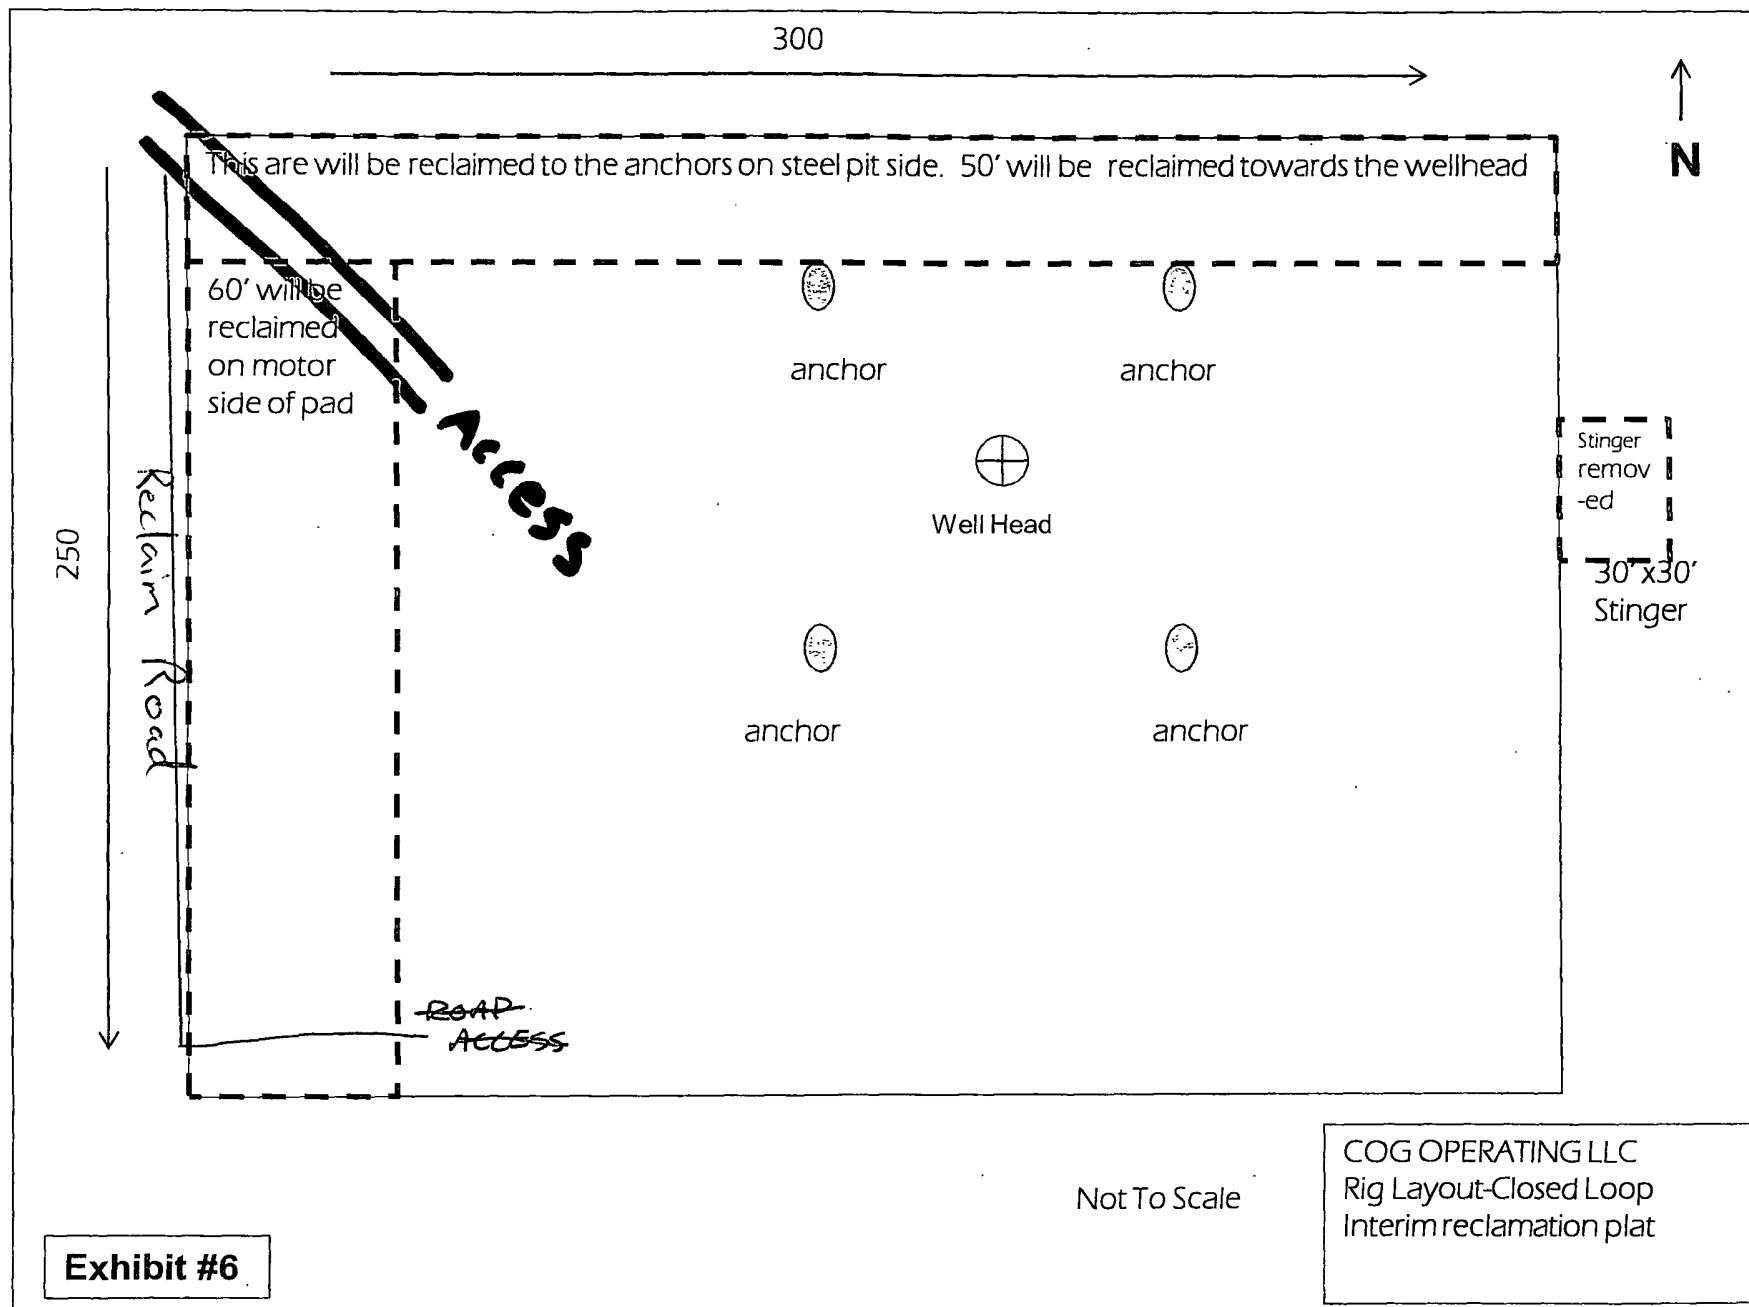 300
N
This are will be reclaimed to the anchors on steel pit side. 50' will be reclaimed towards the wellhead
60' will be
reclaimed
on motor
side of pad
anchor
anchor
Access
Well Head
Stinger
remov
-ed
30'x30'
Stinger
250
Reclaim Road
anchor
anchor
ROAD
ACCESS
Not To Scale
COG OPERATING LLC
Rig Layout-Closed Loop
Interim reclamation plat
Exhibit #6